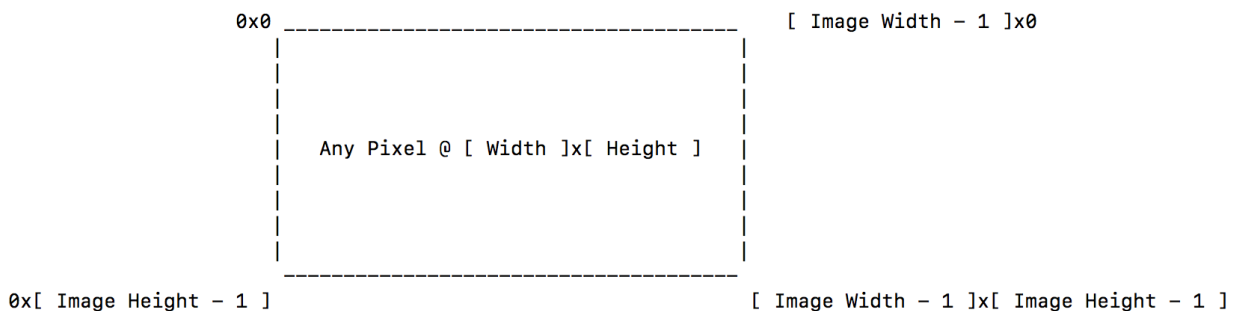 0x0 [ Image Width – 1 ]x0
Any Pixel @ [ Width ]x[ Height ]
0x[ Image Height – 1 ] [ Image Width – 1 ]x[ Image Height – 1 ]